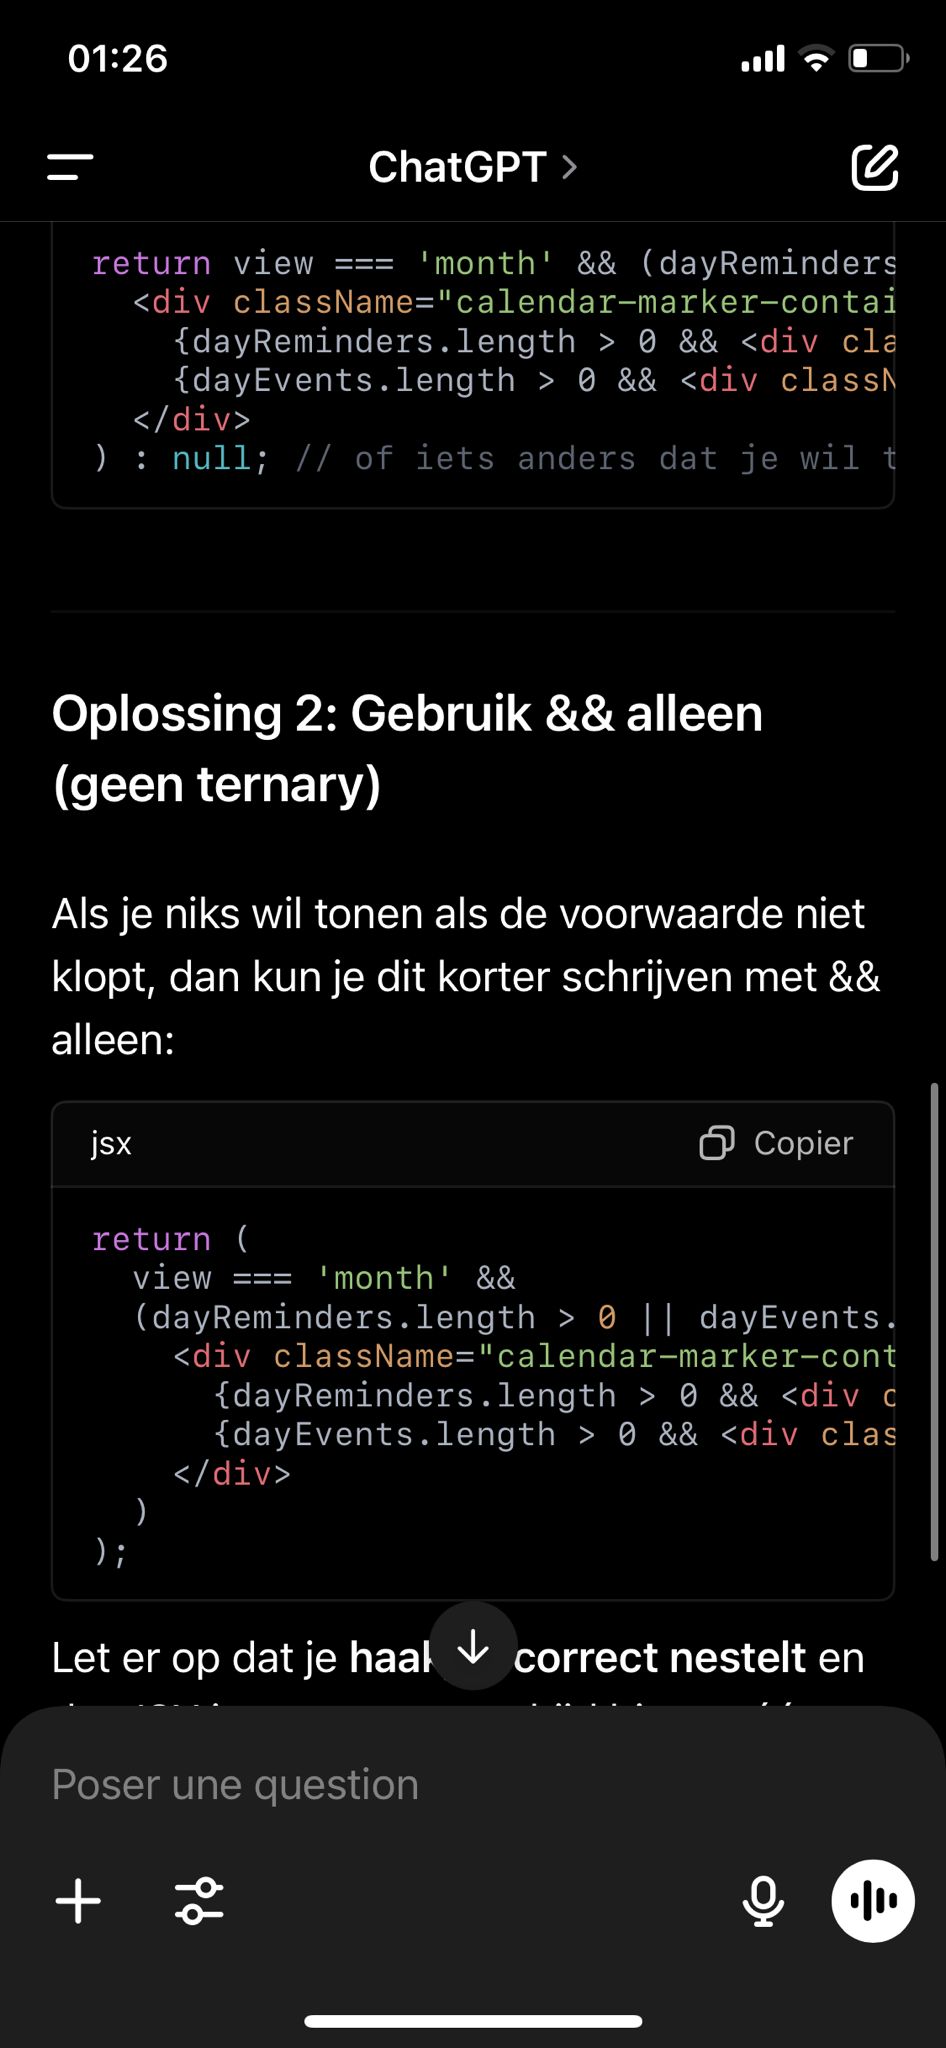 01:26
ChatGPT >
return view === 'month' && (dayReminders
<div className="calendar-marker-contai
{dayReminders.length > 0 && <div cla
{dayEvents.length > 0 && <div classN
</div>
) : null; // of iets anders dat je wil t
Oplossing 2: Gebruik && alleen
(geen ternary)
Als je niks wil tonen als de voorwaarde niet
klopt, dan kun je dit korter schrijven met &&
alleen:
jsx
Copier
return (
view === 'month' &&
(dayReminders.length > 0 || dayEvents.
<div className="calendar-marker-cont
{dayReminders.length > 0 && <div c
{dayEvents.length > 0 && <div clas
</div>
)
);
Let er op dat je haak correct nestelt en
Poser une question